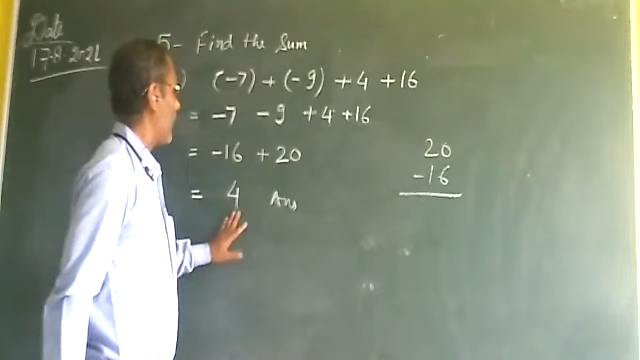 Date
17.8.2021
5- Find the Sum
) (-7) + (-9) + 4 + 16
= -7 - 9 + 4 + 16
= -16 + 20
= 4 Ans
20
-16